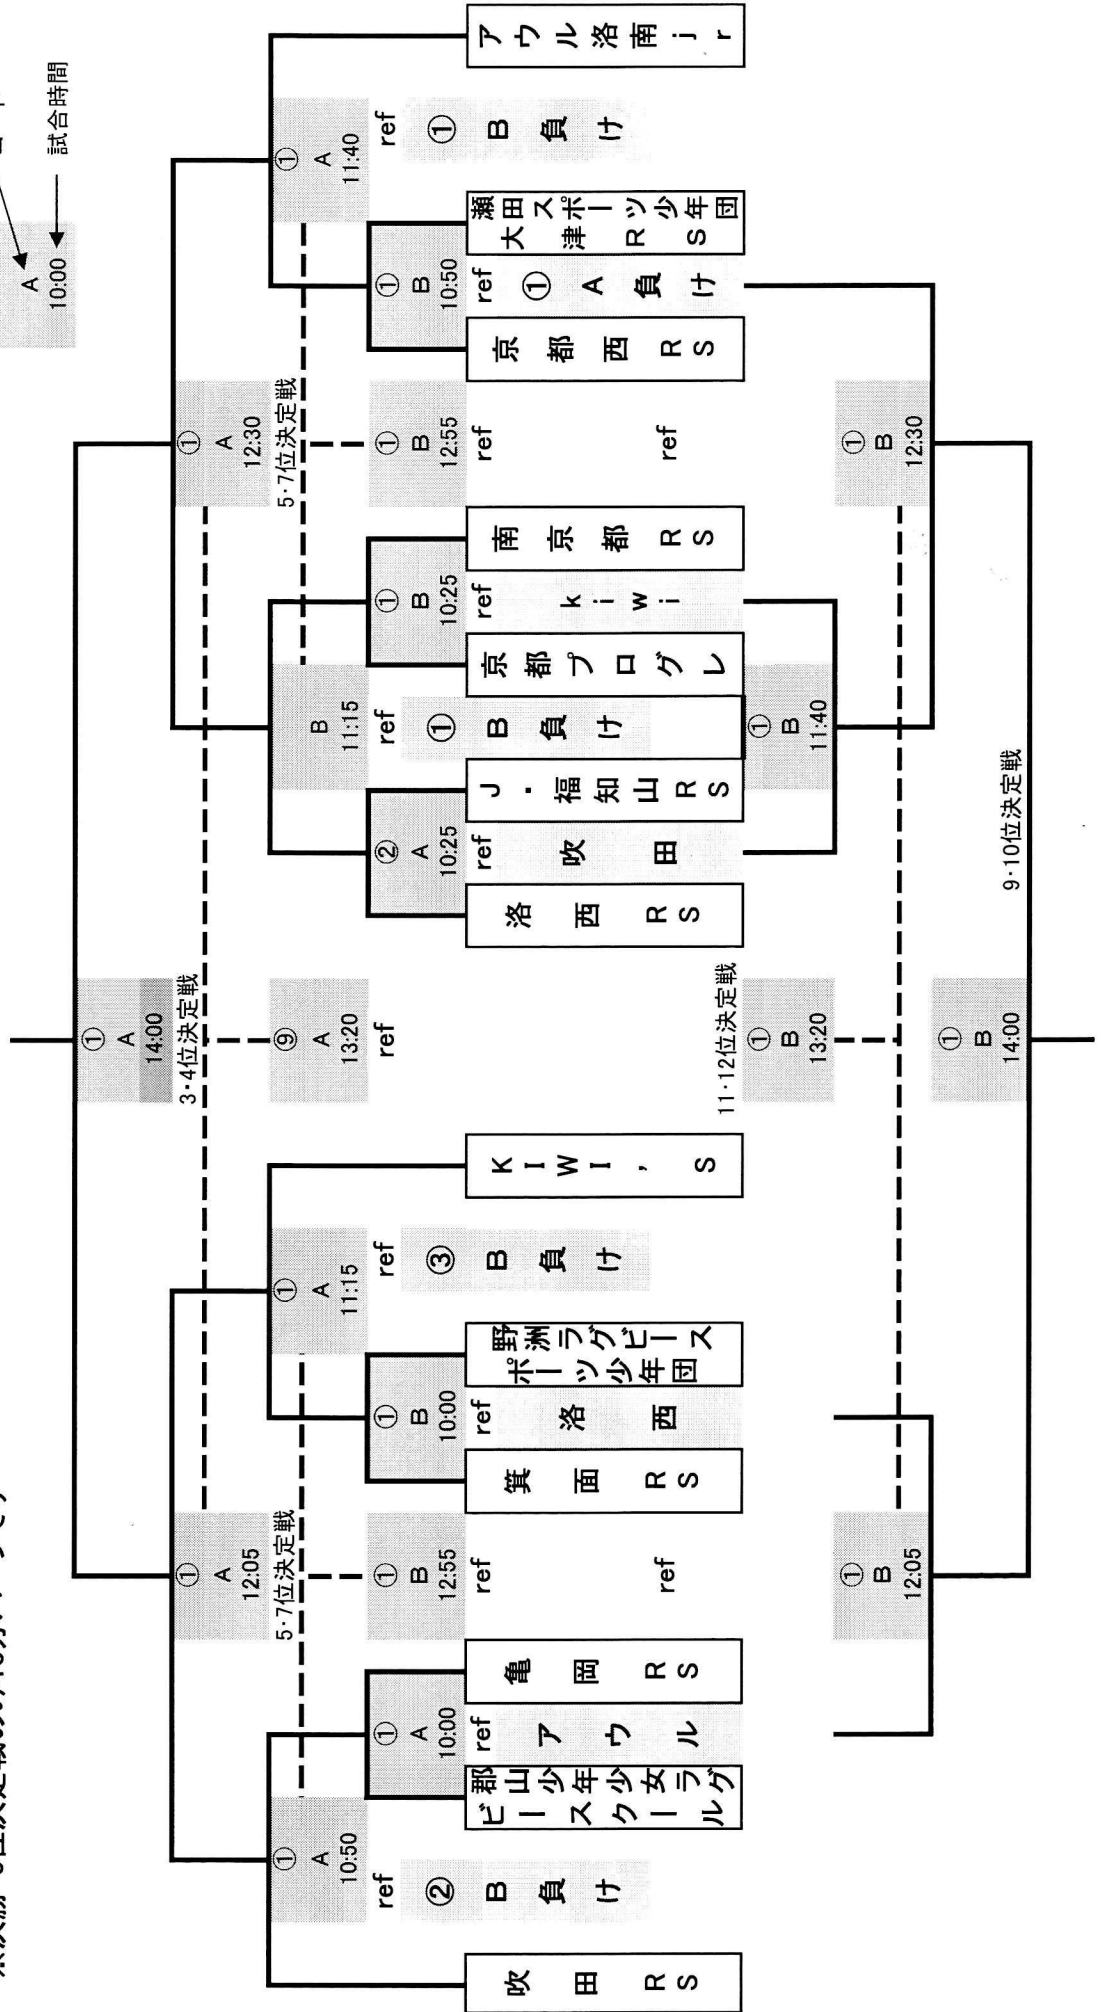 A
10:00
試合時間
①
A
14:00
3・4位決定戦
①
A
12:05
5・7位決定戦
①
A
12:30
5・7位決定戦
①
A
10:50
ref
②B負け
①
A
11:15
ref
③B負け
⑨
A
13:20
ref
B
11:15
ref
①B負け
①
A
11:40
ref
①B負け
①
A
10:00
ref
アウル
①
B
12:55
ref
ref
①
B
10:00
ref
洛西
②
A
10:25
ref
吹田
①
B
10:25
ref
kiwi
①
B
12:55
ref
ref
①
B
10:50
ref
①A負け
吹田RS
郡山少年少女ラグ
ビースクール
亀岡RS
箕面RS
野洲ラグビース
ポーツ少年団
KIWI,S
洛西RS
J・福知山RS
京都プログレ
南京都RS
京都西RS
瀬田スポーツ少年団
大津RS
アウル洛南jr
11・12位決定戦
①
B
13:20
①
B
11:40
①
B
12:05
①
B
12:30
①
B
14:00
9・10位決定戦